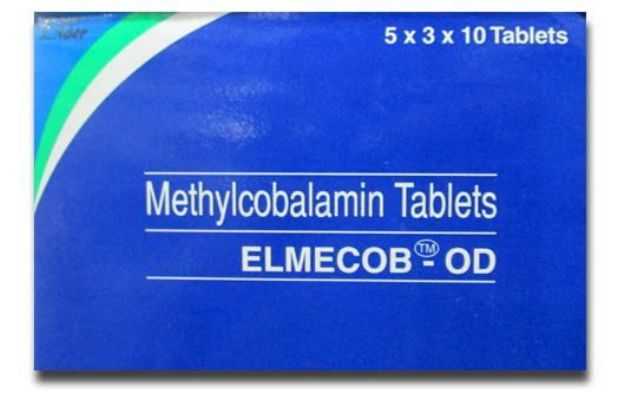 5 x 3 x 10 Tablets
Methylcobalamin Tablets
ELMECOB™- OD